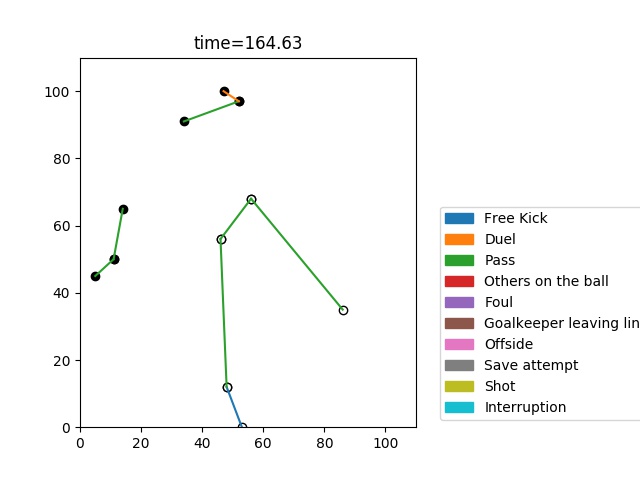 time=164.63
100
80
60
40
20
0
0 20 40 60 80 100
Free Kick
Duel
Pass
Others on the ball
Foul
Goalkeeper leaving lin
Offside
Save attempt
Shot
Interruption